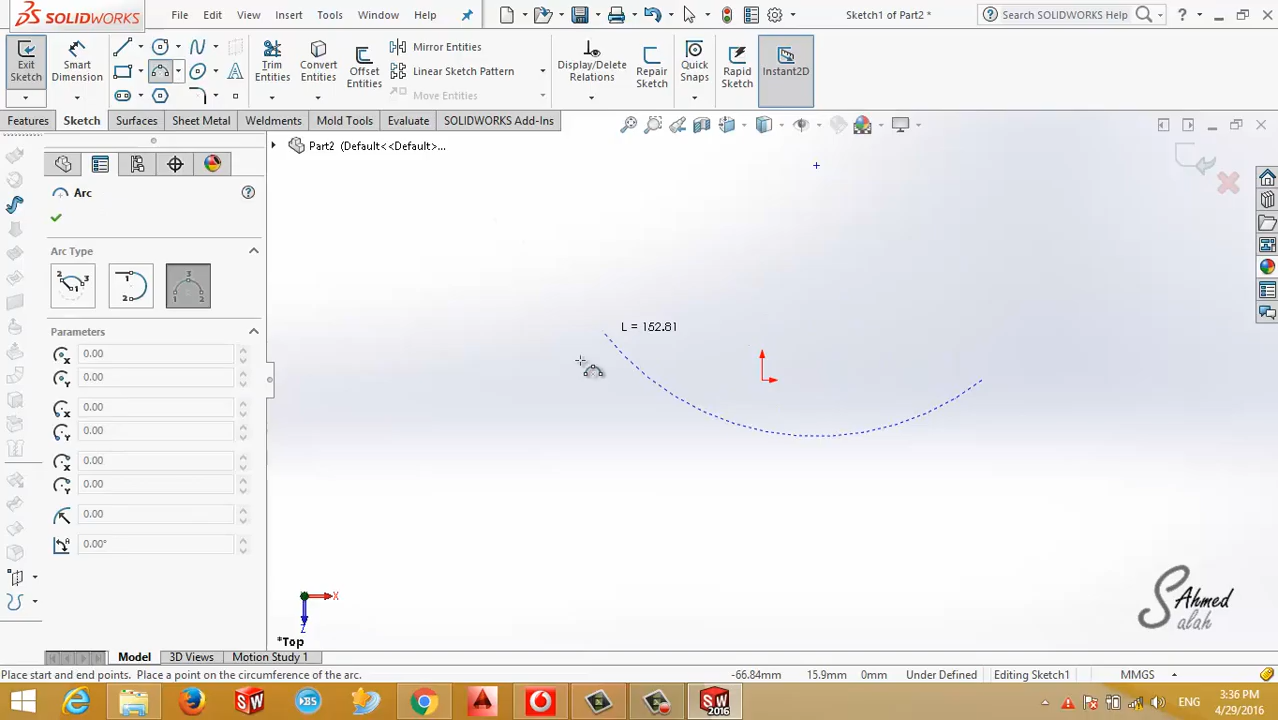 SOLIDWORKS
File
Edit
View
Insert
Tools
Window
Help
Sketch1 of Part2 *
Search SOLIDWORKS Help
Exit Sketch
Smart Dimension
Trim Entities
Convert Entities
Offset Entities
Mirror Entities
Linear Sketch Pattern
Move Entities
Display/Delete Relations
Repair Sketch
Quick Snaps
Rapid Sketch
Instant2D
Features
Sketch
Surfaces
Sheet Metal
Weldments
Mold Tools
Evaluate
SOLIDWORKS Add-Ins
Part2 (Default< <Default>...
Arc
Arc Type
Parameters
0.00
0.00
0.00
0.00
0.00
0.00
0.00
0.00°
L = 152.81
X
Z
*Top
S Ahmed
alah
Model
3D Views
Motion Study 1
Place start and end points. Place a point on the circumference of the arc.
-66.84mm
15.9mm
0mm
Under Defined
Editing Sketch1
MMGS
BS
SW
SW
2016
ENG
3:36 PM
4/29/2016